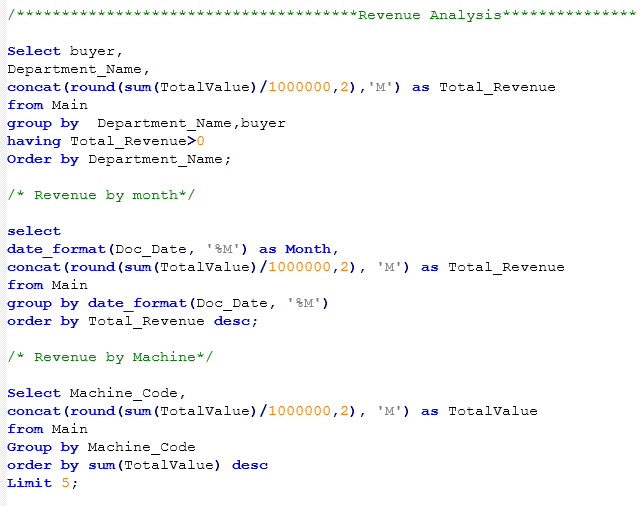 /**************************************Revenue Analysis***************
Select buyer,
Department_Name,
concat(round(sum(TotalValue)/1000000,2),'M') as Total_Revenue
from Main
group by  Department_Name,buyer
having Total_Revenue>0
Order by Department_Name;
/* Revenue by month*/
select
date_format(Doc_Date, '%M') as Month,
concat(round(sum(TotalValue)/1000000,2), 'M') as Total_Revenue
from Main
group by date_format(Doc_Date, '%M')
order by Total_Revenue desc;
/* Revenue by Machine*/
Select Machine_Code,
concat(round(sum(TotalValue)/1000000,2), 'M') as TotalValue
from Main
Group by Machine_Code
order by sum(TotalValue) desc
Limit 5;